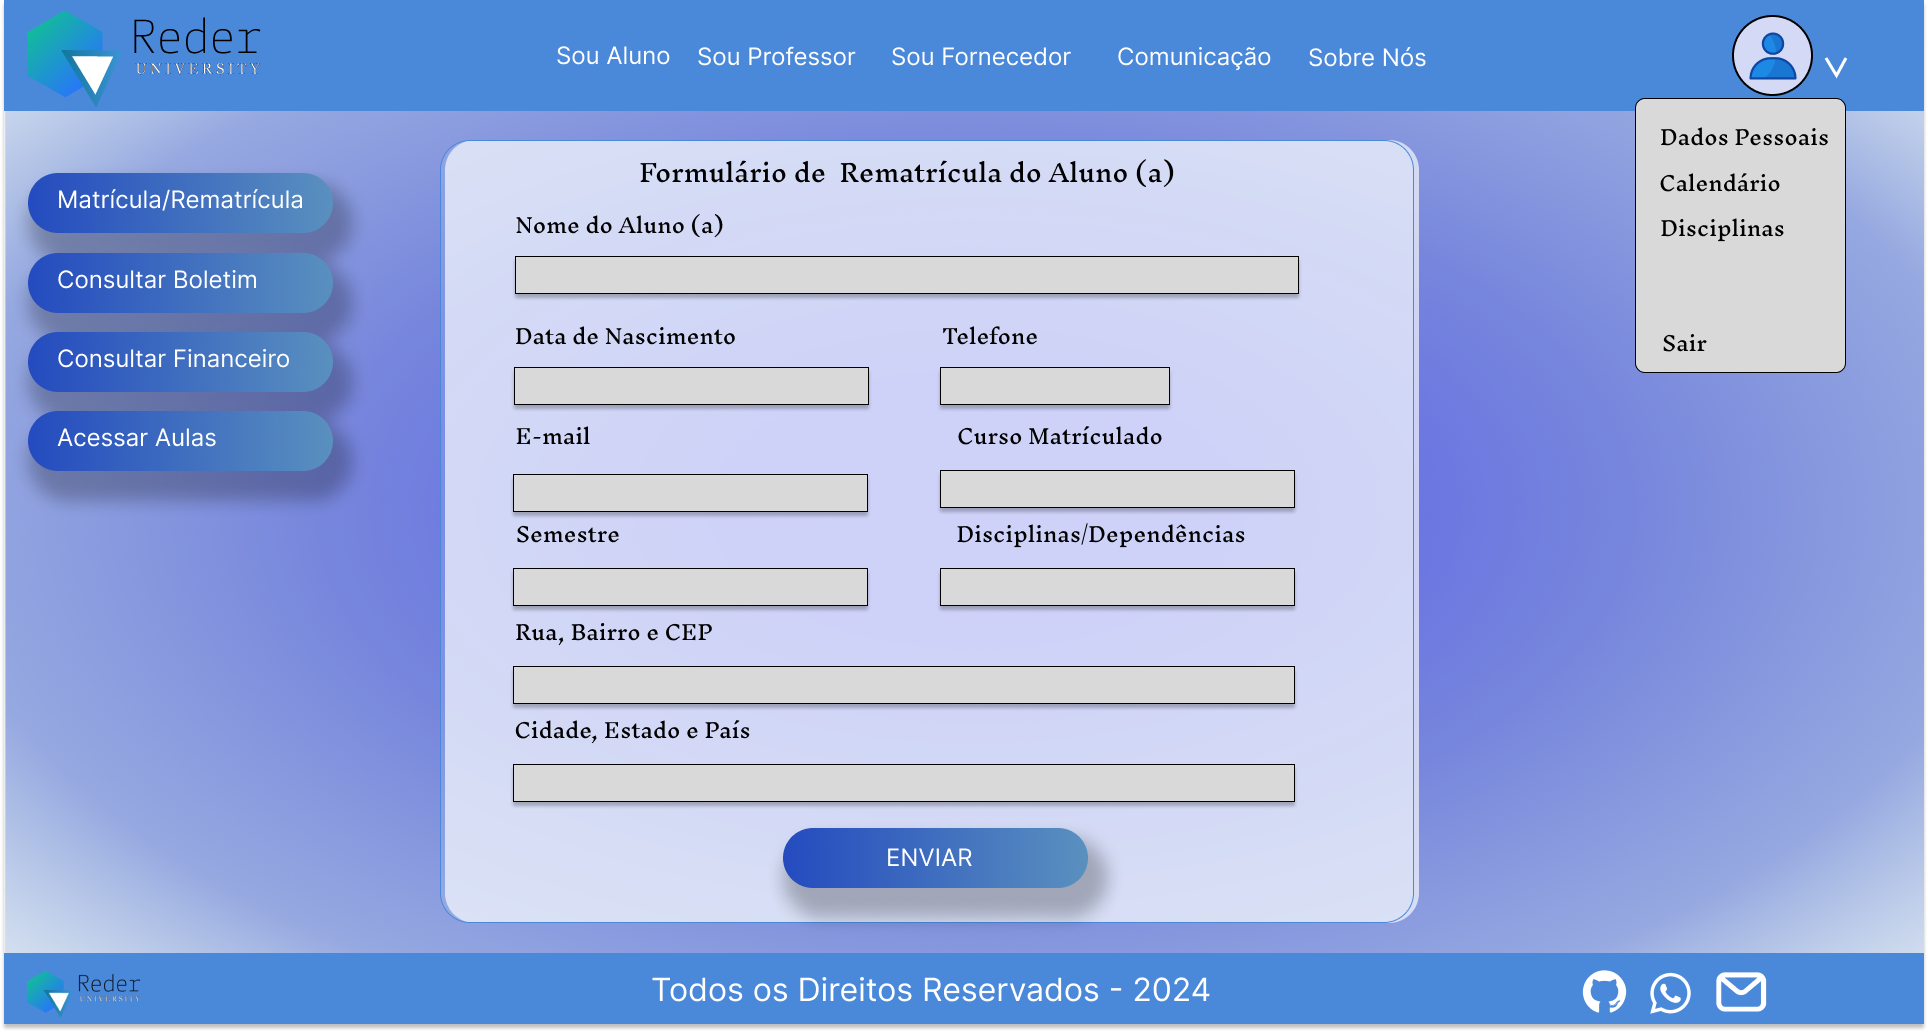 Reder
UNIVERSITY
Sou Aluno Sou Professor Sou Fornecedor Comunicação Sobre Nós
Dados Pessoais
Calendário
Disciplinas
Sair
Matrícula/Rematrícula
Consultar Boletim
Consultar Financeiro
Acessar Aulas
Formulário de Rematrícula do Aluno (a)
Nome do Aluno (a)
Data de Nascimento Telefone
E-mail Curso Matrículado
Semestre Disciplinas/Dependências
Rua, Bairro e CEP
Cidade, Estado e País
ENVIAR
Reder
UNIVERSITY
Todos os Direitos Reservados - 2024